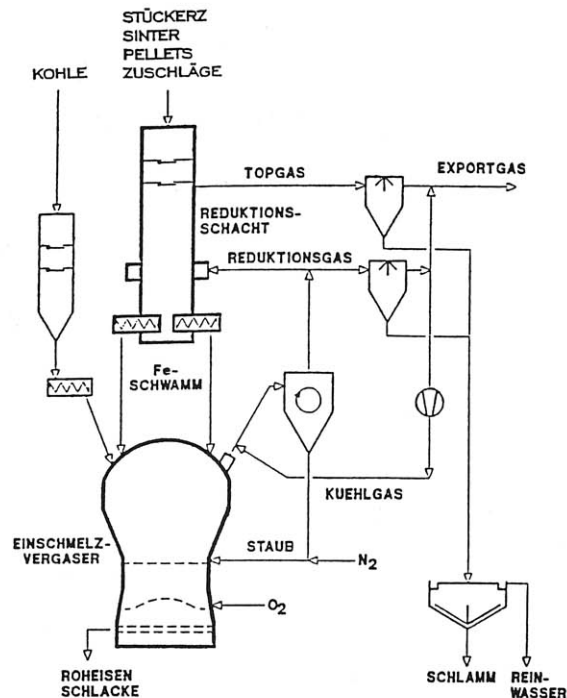 STÜCKERZ
SINTER
PELLETS
ZUSCHLÄGE
KOHLE
TOPGAS
EXPORTGAS
REDUKTIONS-
SCHACHT
REDUKTIONSGAS
Fe-
SCHWAMM
KUEHLGAS
EINSCHMELZ-
VERGASER
STAUB
N₂
O₂
ROHEISEN
SCHLACKE
SCHLAMM
REIN-
WASSER